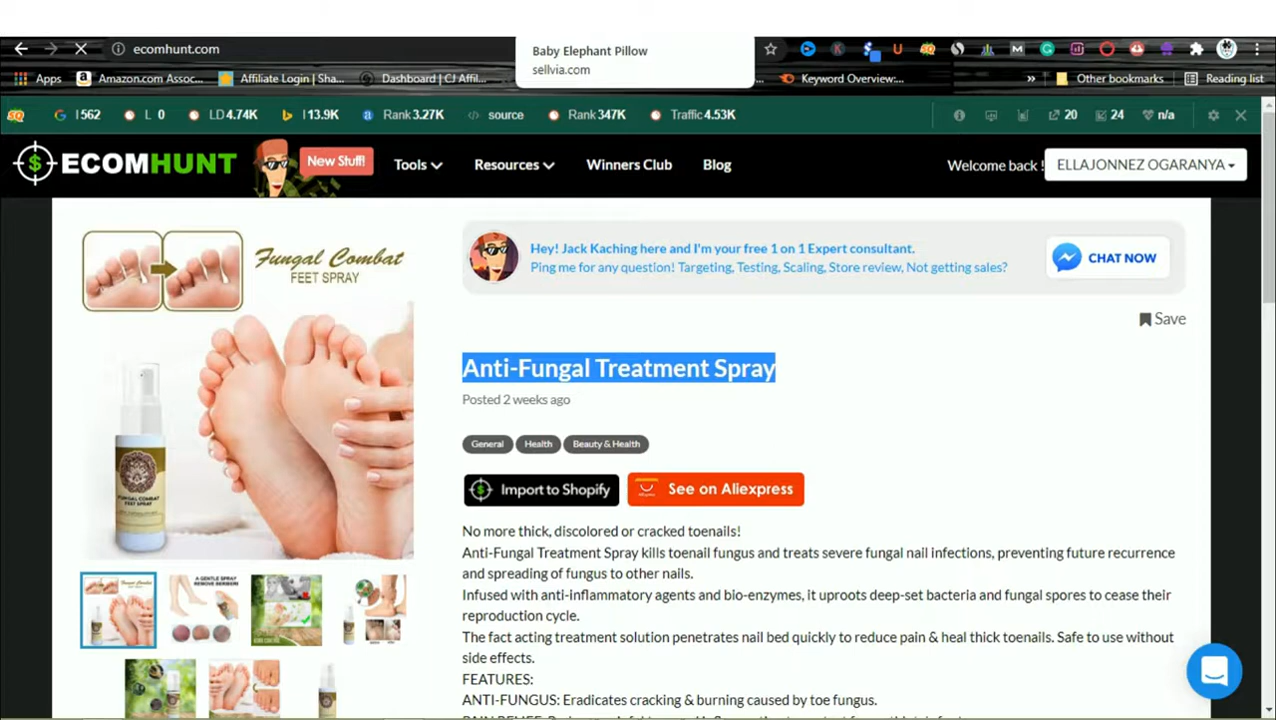 Baby Elephant Pillow
sellvia.com
ecomhunt.com
Apps
Amazon.com Assoc...
Affiliate Login | Sha...
Dashboard | CJ Affil...
Keyword Overview:...
»
Other bookmarks
Reading list
I 562
L 0
LD 4.74K
I 13.9K
Rank 3.27K
source
Rank 347K
Traffic 4.53K
20
24
n/a
ECOMHUNT
New Stuff!
Tools
Resources
Winners Club
Blog
Welcome back !
ELLAJONNEZ OGARANYA
Fungal Combat
FEET SPRAY
Hey! Jack Kaching here and I'm your free 1 on 1 Expert consultant.
Ping me for any question! Targeting, Testing, Scaling, Store review, Not getting sales?
CHAT NOW
Save
Anti-Fungal Treatment Spray
Posted 2 weeks ago
General
Health
Beauty & Health
Import to Shopify
See on Aliexpress
FUNGAL COMBAT
FEET SPRAY
No more thick, discolored or cracked toenails!
Anti-Fungal Treatment Spray kills toenail fungus and treats severe fungal nail infections, preventing future recurrence
and spreading of fungus to other nails.
Infused with anti-inflammatory agents and bio-enzymes, it uproots deep-set bacteria and fungal spores to cease their
reproduction cycle.
The fact acting treatment solution penetrates nail bed quickly to reduce pain & heal thick toenails. Safe to use without
side effects.
FEATURES:
ANTI-FUNGUS: Eradicates cracking & burning caused by toe fungus.